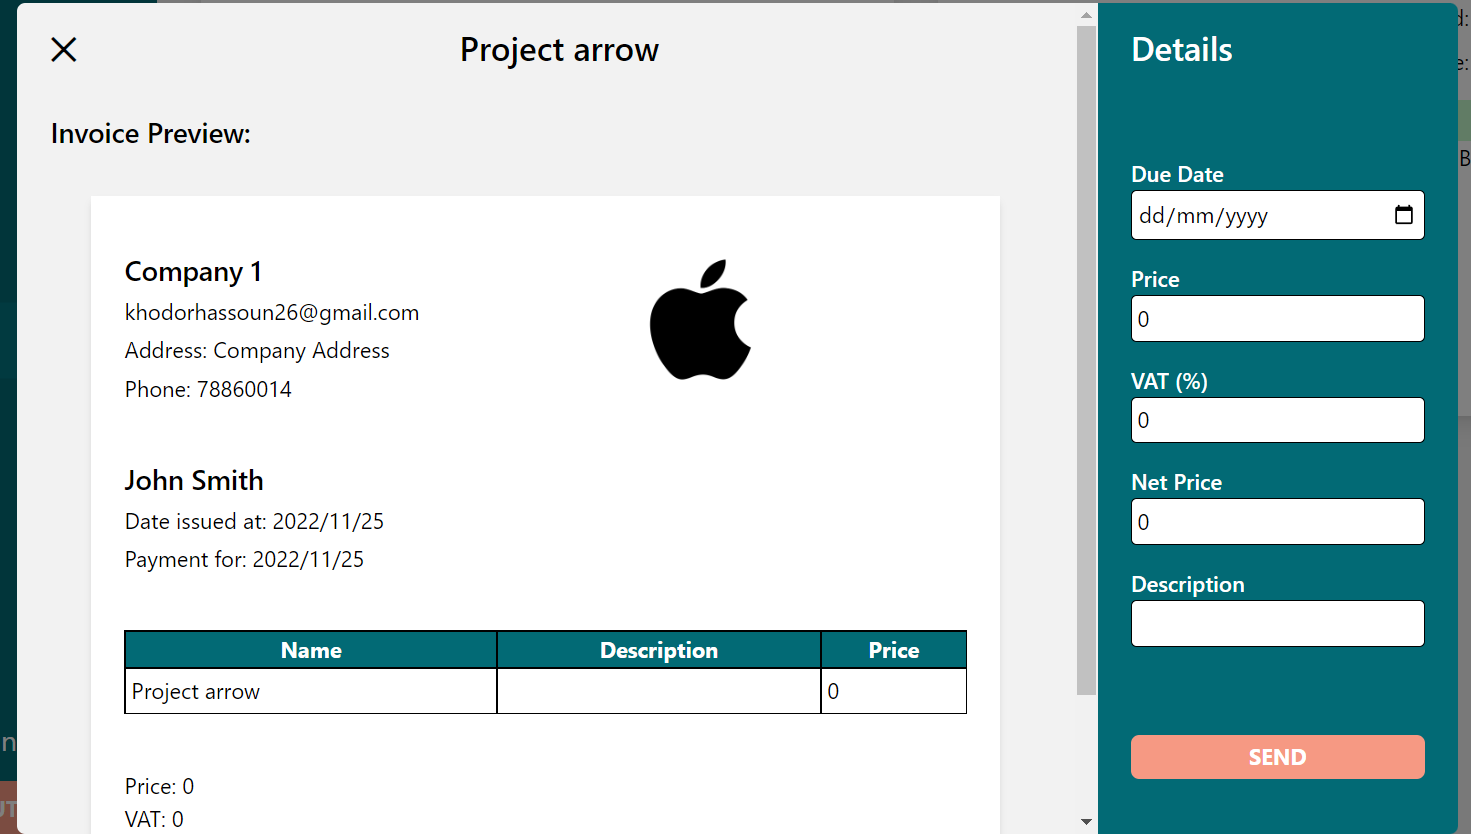 Project arrow
Invoice Preview:
Company 1
khodorhassoun26@gmail.com
Address: Company Address
Phone: 78860014
John Smith
Date issued at: 2022/11/25
Payment for: 2022/11/25
Name Description Price
Project arrow 0
Price: 0
VAT: 0
Details
Due Date
dd/mm/yyyy
Price
0
VAT (%)
0
Net Price
0
Description
SEND